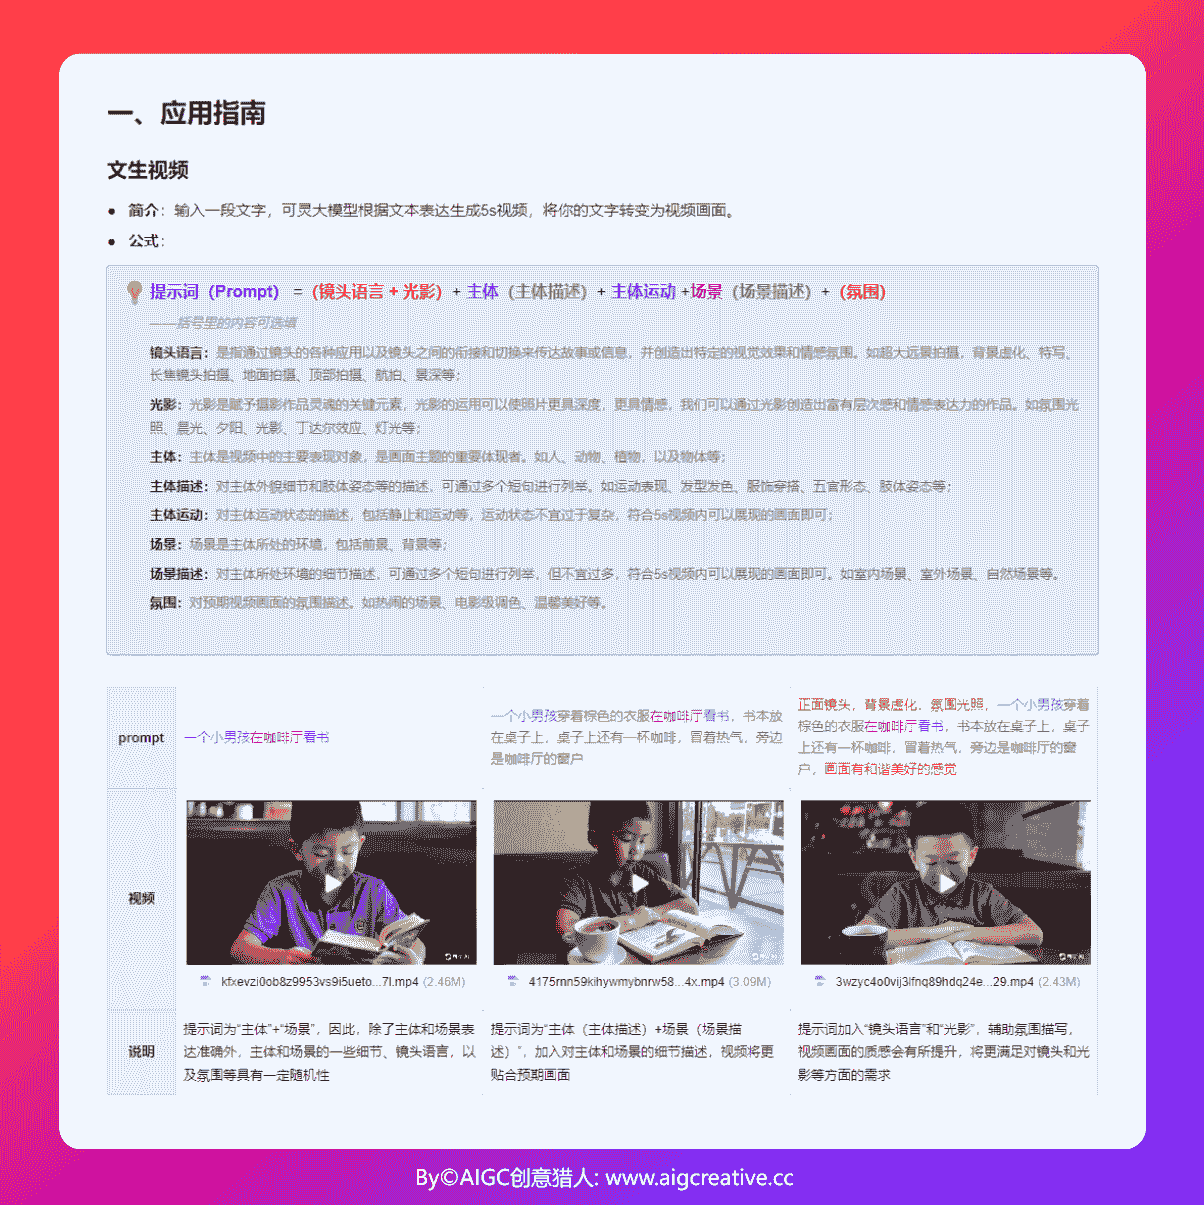 一、应用指南
文生视频
• 简介：输入一段文字，可灵大模型根据文本表达生成5s视频，将你的文字转变为视频画面。
• 公式：
提示词（Prompt） = （镜头语言 + 光影） + 主体（主体描述） + 主体运动 +场景（场景描述） + （氛围）
——括号里的内容可选填
镜头语言：是指通过镜头的各种应用以及镜头之间的衔接和切换来传达故事或信息，并创造出特定的视觉效果和情感氛围。如超大远景拍摄，背景虚化、特写、
长焦镜头拍摄、地面拍摄、顶部拍摄、航拍、景深等；
光影：光影是赋予摄影作品灵魂的关键元素，光影的运用可以使照片更具深度，更具情感，我们可以通过光影创造出富有层次感和情感表达力的作品。如氛围光
照、晨光、夕阳、光影、丁达尔效应、灯光等；
主体：主体是视频中的主要表现对象，是画面主题的重要体现者。如人、动物、植物，以及物体等；
主体描述：对主体外貌细节和肢体姿态等的描述，可通过多个短句进行列举。如运动表现、发型发色、服饰穿搭、五官形态、肢体姿态等；
主体运动：对主体运动状态的描述，包括静止和运动等，运动状态不宜过于复杂，符合5s视频内可以展现的画面即可；
场景：场景是主体所处的环境，包括前景、背景等；
场景描述：对主体所处环境的细节描述，可通过多个短句进行列举，但不宜过多，符合5s视频内可以展现的画面即可。如室内场景、室外场景、自然场景等。
氛围：对预期视频画面的氛围描述。如热闹的场景、电影级调色、温馨美好等。
prompt
一个小男孩在咖啡厅看书
一个小男孩穿着棕色的衣服在咖啡厅看书，书本放
在桌子上，桌子上还有一杯咖啡，冒着热气，旁边
是咖啡厅的窗户
正面镜头，背景虚化，氛围光照，一个小男孩穿着
棕色的衣服在咖啡厅看书，书本放在桌子上，桌子
上还有一杯咖啡，冒着热气，旁边是咖啡厅的窗
户，画面有和谐美好的感觉
视频
kfxevzi0ob8z9953vs9i5ueto...7l.mp4 (2.46M)
4175rnn59kihywmybnrw58...4x.mp4 (3.09M)
3wzyc4o0vij3lfnq89hdq24e...29.mp4 (2.43M)
说明
提示词为“主体”+“场景”，因此，除了主体和场景表
达准确外，主体和场景的一些细节、镜头语言，以
及氛围等具有一定随机性
提示词为“主体（主体描述）+场景（场景描
述）”，加入对主体和场景的细节描述，视频将更
贴合预期画面
提示词加入“镜头语言”和“光影”，辅助氛围描写，
视频画面的质感会有所提升，将更满足对镜头和光
影等方面的需求
By©AIGC创意猎人: www.aigcreative.cc